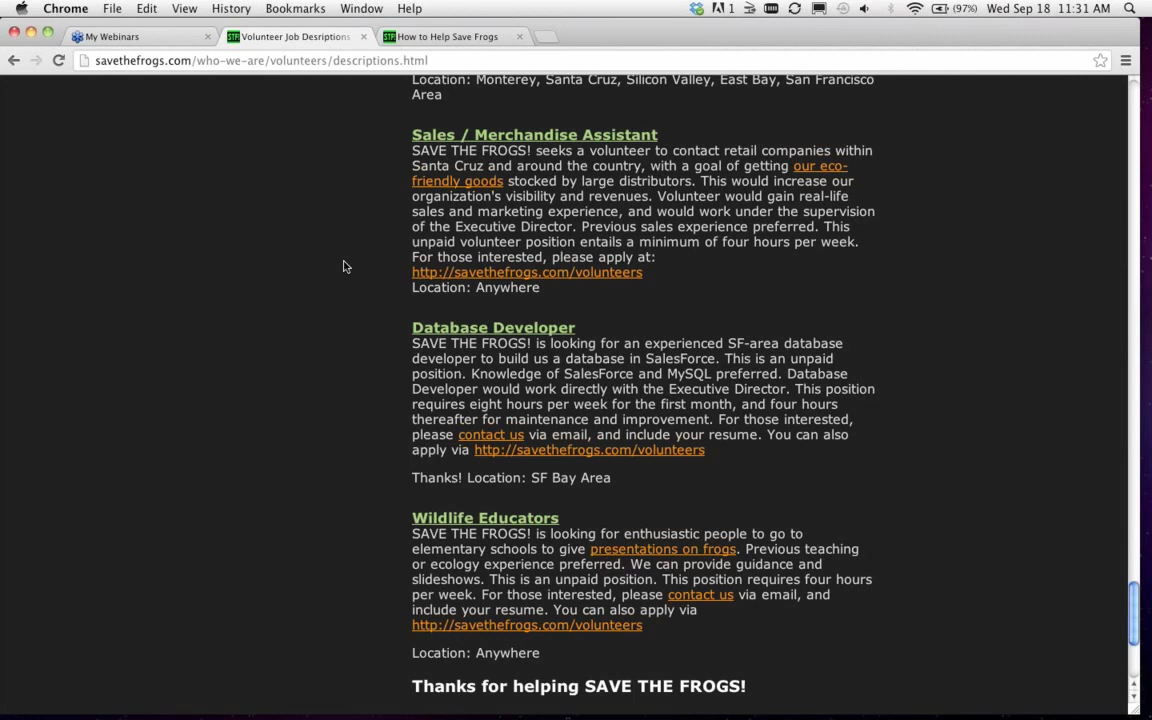 Chrome File Edit View History Bookmarks Window Help 1 (97%) Wed Sep 18 11:31 AM
My Webinars Volunteer Job Desriptions How to Help Save Frogs
savethefrogs.com/who-we-are/volunteers/descriptions.html
Location: Monterey, Santa Cruz, Silicon Valley, East Bay, San Francisco
Area
Sales / Merchandise Assistant
SAVE THE FROGS! seeks a volunteer to contact retail companies within
Santa Cruz and around the country, with a goal of getting our eco-
friendly goods stocked by large distributors. This would increase our
organization's visibility and revenues. Volunteer would gain real-life
sales and marketing experience, and would work under the supervision
of the Executive Director. Previous sales experience preferred. This
unpaid volunteer position entails a minimum of four hours per week.
For those interested, please apply at:
http://savethefrogs.com/volunteers
Location: Anywhere
Database Developer
SAVE THE FROGS! is looking for an experienced SF-area database
developer to build us a database in SalesForce. This is an unpaid
position. Knowledge of SalesForce and MySQL preferred. Database
Developer would work directly with the Executive Director. This position
requires eight hours per week for the first month, and four hours
thereafter for maintenance and improvement. For those interested,
please contact us via email, and include your resume. You can also
apply via http://savethefrogs.com/volunteers
Thanks! Location: SF Bay Area
Wildlife Educators
SAVE THE FROGS! is looking for enthusiastic people to go to
elementary schools to give presentations on frogs. Previous teaching
or ecology experience preferred. We can provide guidance and
slideshows. This is an unpaid position. This position requires four hours
per week. For those interested, please contact us via email, and
include your resume. You can also apply via
http://savethefrogs.com/volunteers
Location: Anywhere
Thanks for helping SAVE THE FROGS!